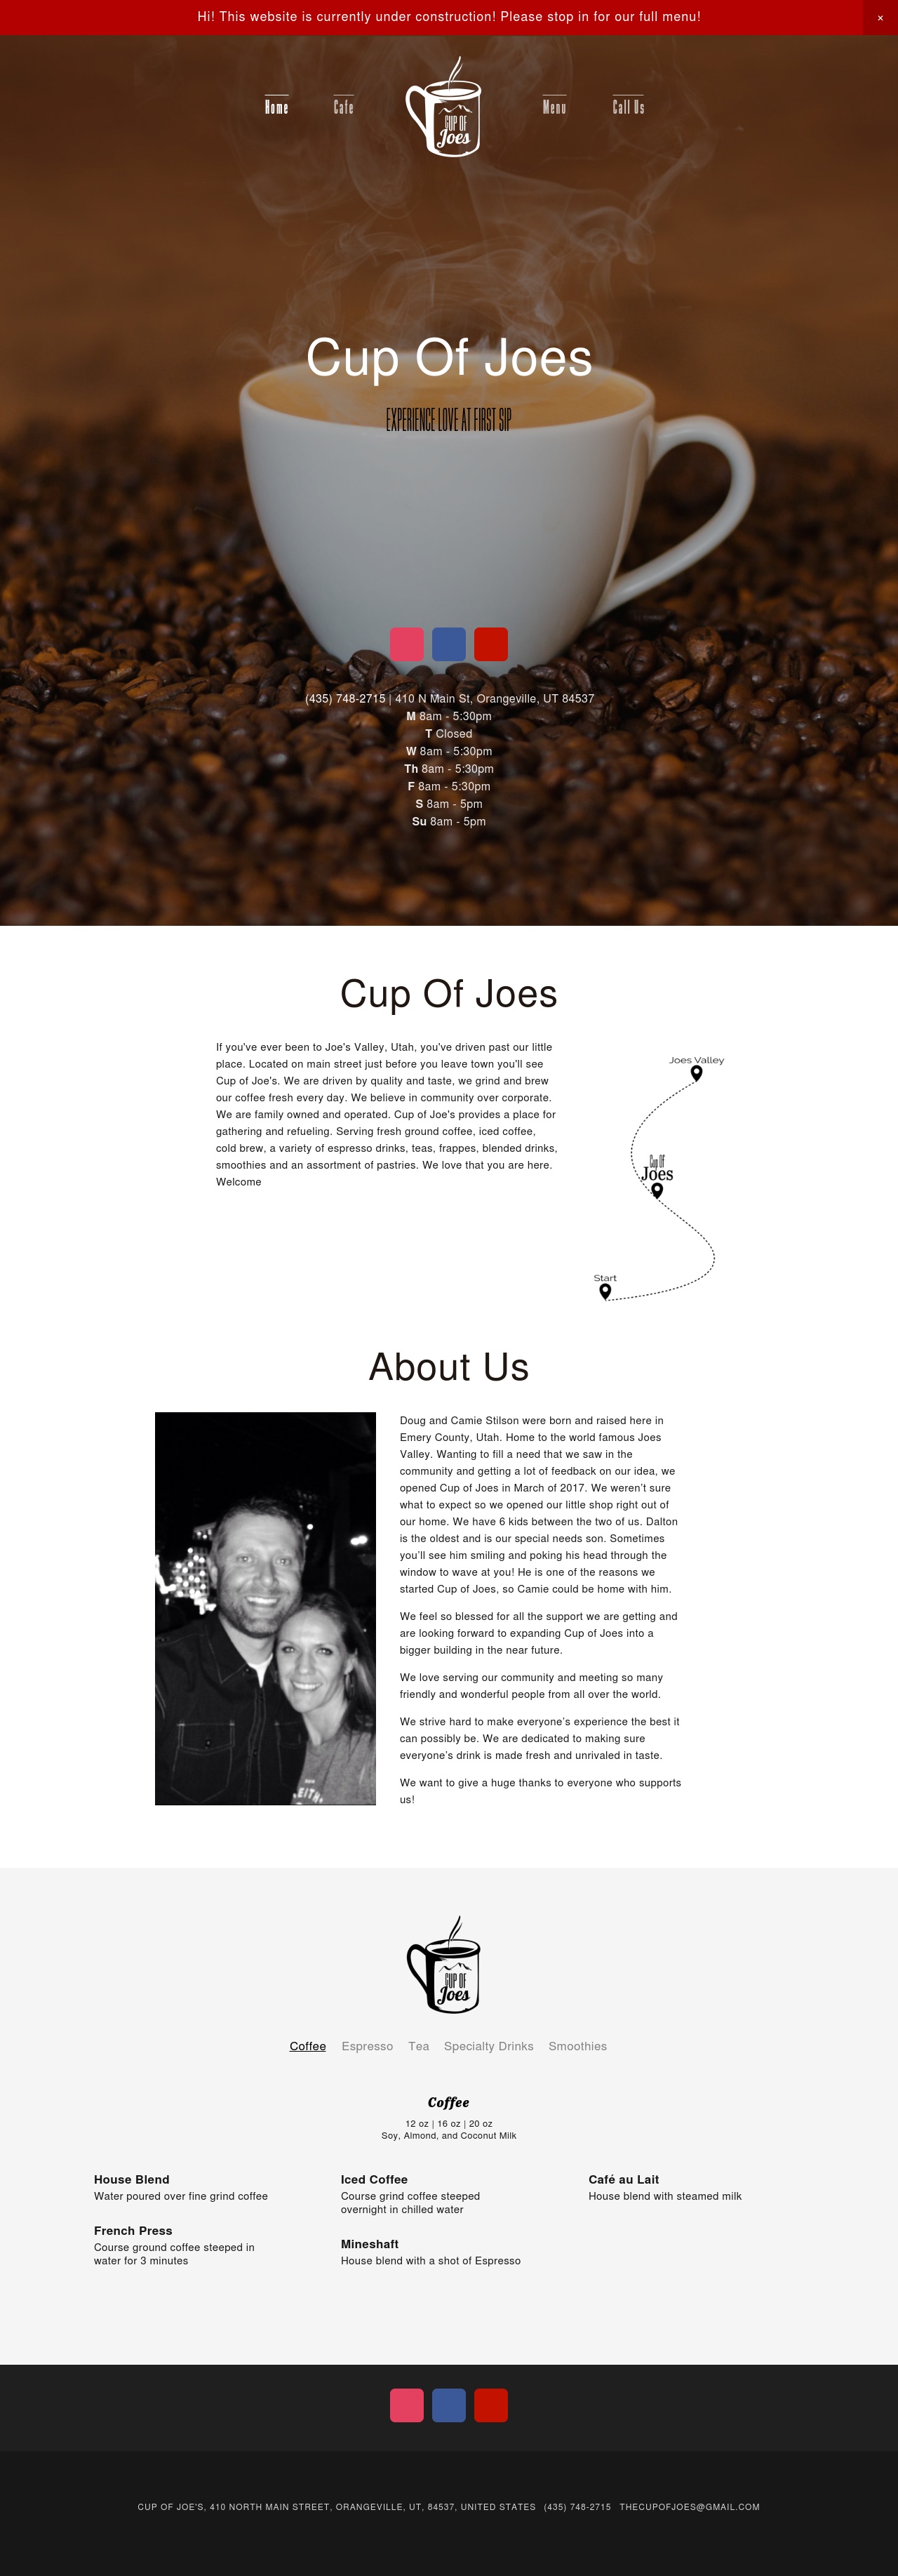 Hi! This website is currently under construction! Please stop in for our full menu!
×
Home
Cafe
CUP OF
Joes
Menu
Call Us
Cup Of Joes
EXPERIENCE LOVE AT FIRST SIP
(435) 748-2715 | 410 N Main St, Orangeville, UT 84537
M 8am - 5:30pm
T Closed
W 8am - 5:30pm
Th 8am - 5:30pm
F 8am - 5:30pm
S 8am - 5pm
Su 8am - 5pm
Cup Of Joes
If you've ever been to Joe's Valley, Utah, you've driven past our little
place. Located on main street just before you leave town you'll see
Cup of Joe's. We are driven by quality and taste, we grind and brew
our coffee fresh every day. We believe in community over corporate.
We are family owned and operated. Cup of Joe's provides a place for
gathering and refueling. Serving fresh ground coffee, iced coffee,
cold brew, a variety of espresso drinks, teas, frappes, blended drinks,
smoothies and an assortment of pastries. We love that you are here.
Welcome
Joes Valley
Cup Of
Joes
Start
About Us
Doug and Camie Stilson were born and raised here in
Emery County, Utah. Home to the world famous Joes
Valley. Wanting to fill a need that we saw in the
community and getting a lot of feedback on our idea, we
opened Cup of Joes in March of 2017. We weren't sure
what to expect so we opened our little shop right out of
our home. We have 6 kids between the two of us. Dalton
is the oldest and is our special needs son. Sometimes
you'll see him smiling and poking his head through the
window to wave at you! He is one of the reasons we
started Cup of Joes, so Camie could be home with him.
We feel so blessed for all the support we are getting and
are looking forward to expanding Cup of Joes into a
bigger building in the near future.
We love serving our community and meeting so many
friendly and wonderful people from all over the world.
We strive hard to make everyone's experience the best it
can possibly be. We are dedicated to making sure
everyone's drink is made fresh and unrivaled in taste.
We want to give a huge thanks to everyone who supports
us!
CUP OF
Joes
Coffee
Espresso
Tea
Specialty Drinks
Smoothies
Coffee
12 oz | 16 oz | 20 oz
Soy, Almond, and Coconut Milk
House Blend
Water poured over fine grind coffee
French Press
Course ground coffee steeped in
water for 3 minutes
Iced Coffee
Course grind coffee steeped
overnight in chilled water
Mineshaft
House blend with a shot of Espresso
Café au Lait
House blend with steamed milk
CUP OF JOE'S, 410 NORTH MAIN STREET, ORANGEVILLE, UT, 84537, UNITED STATES (435) 748-2715 THECUPOFJOES@GMAIL.COM